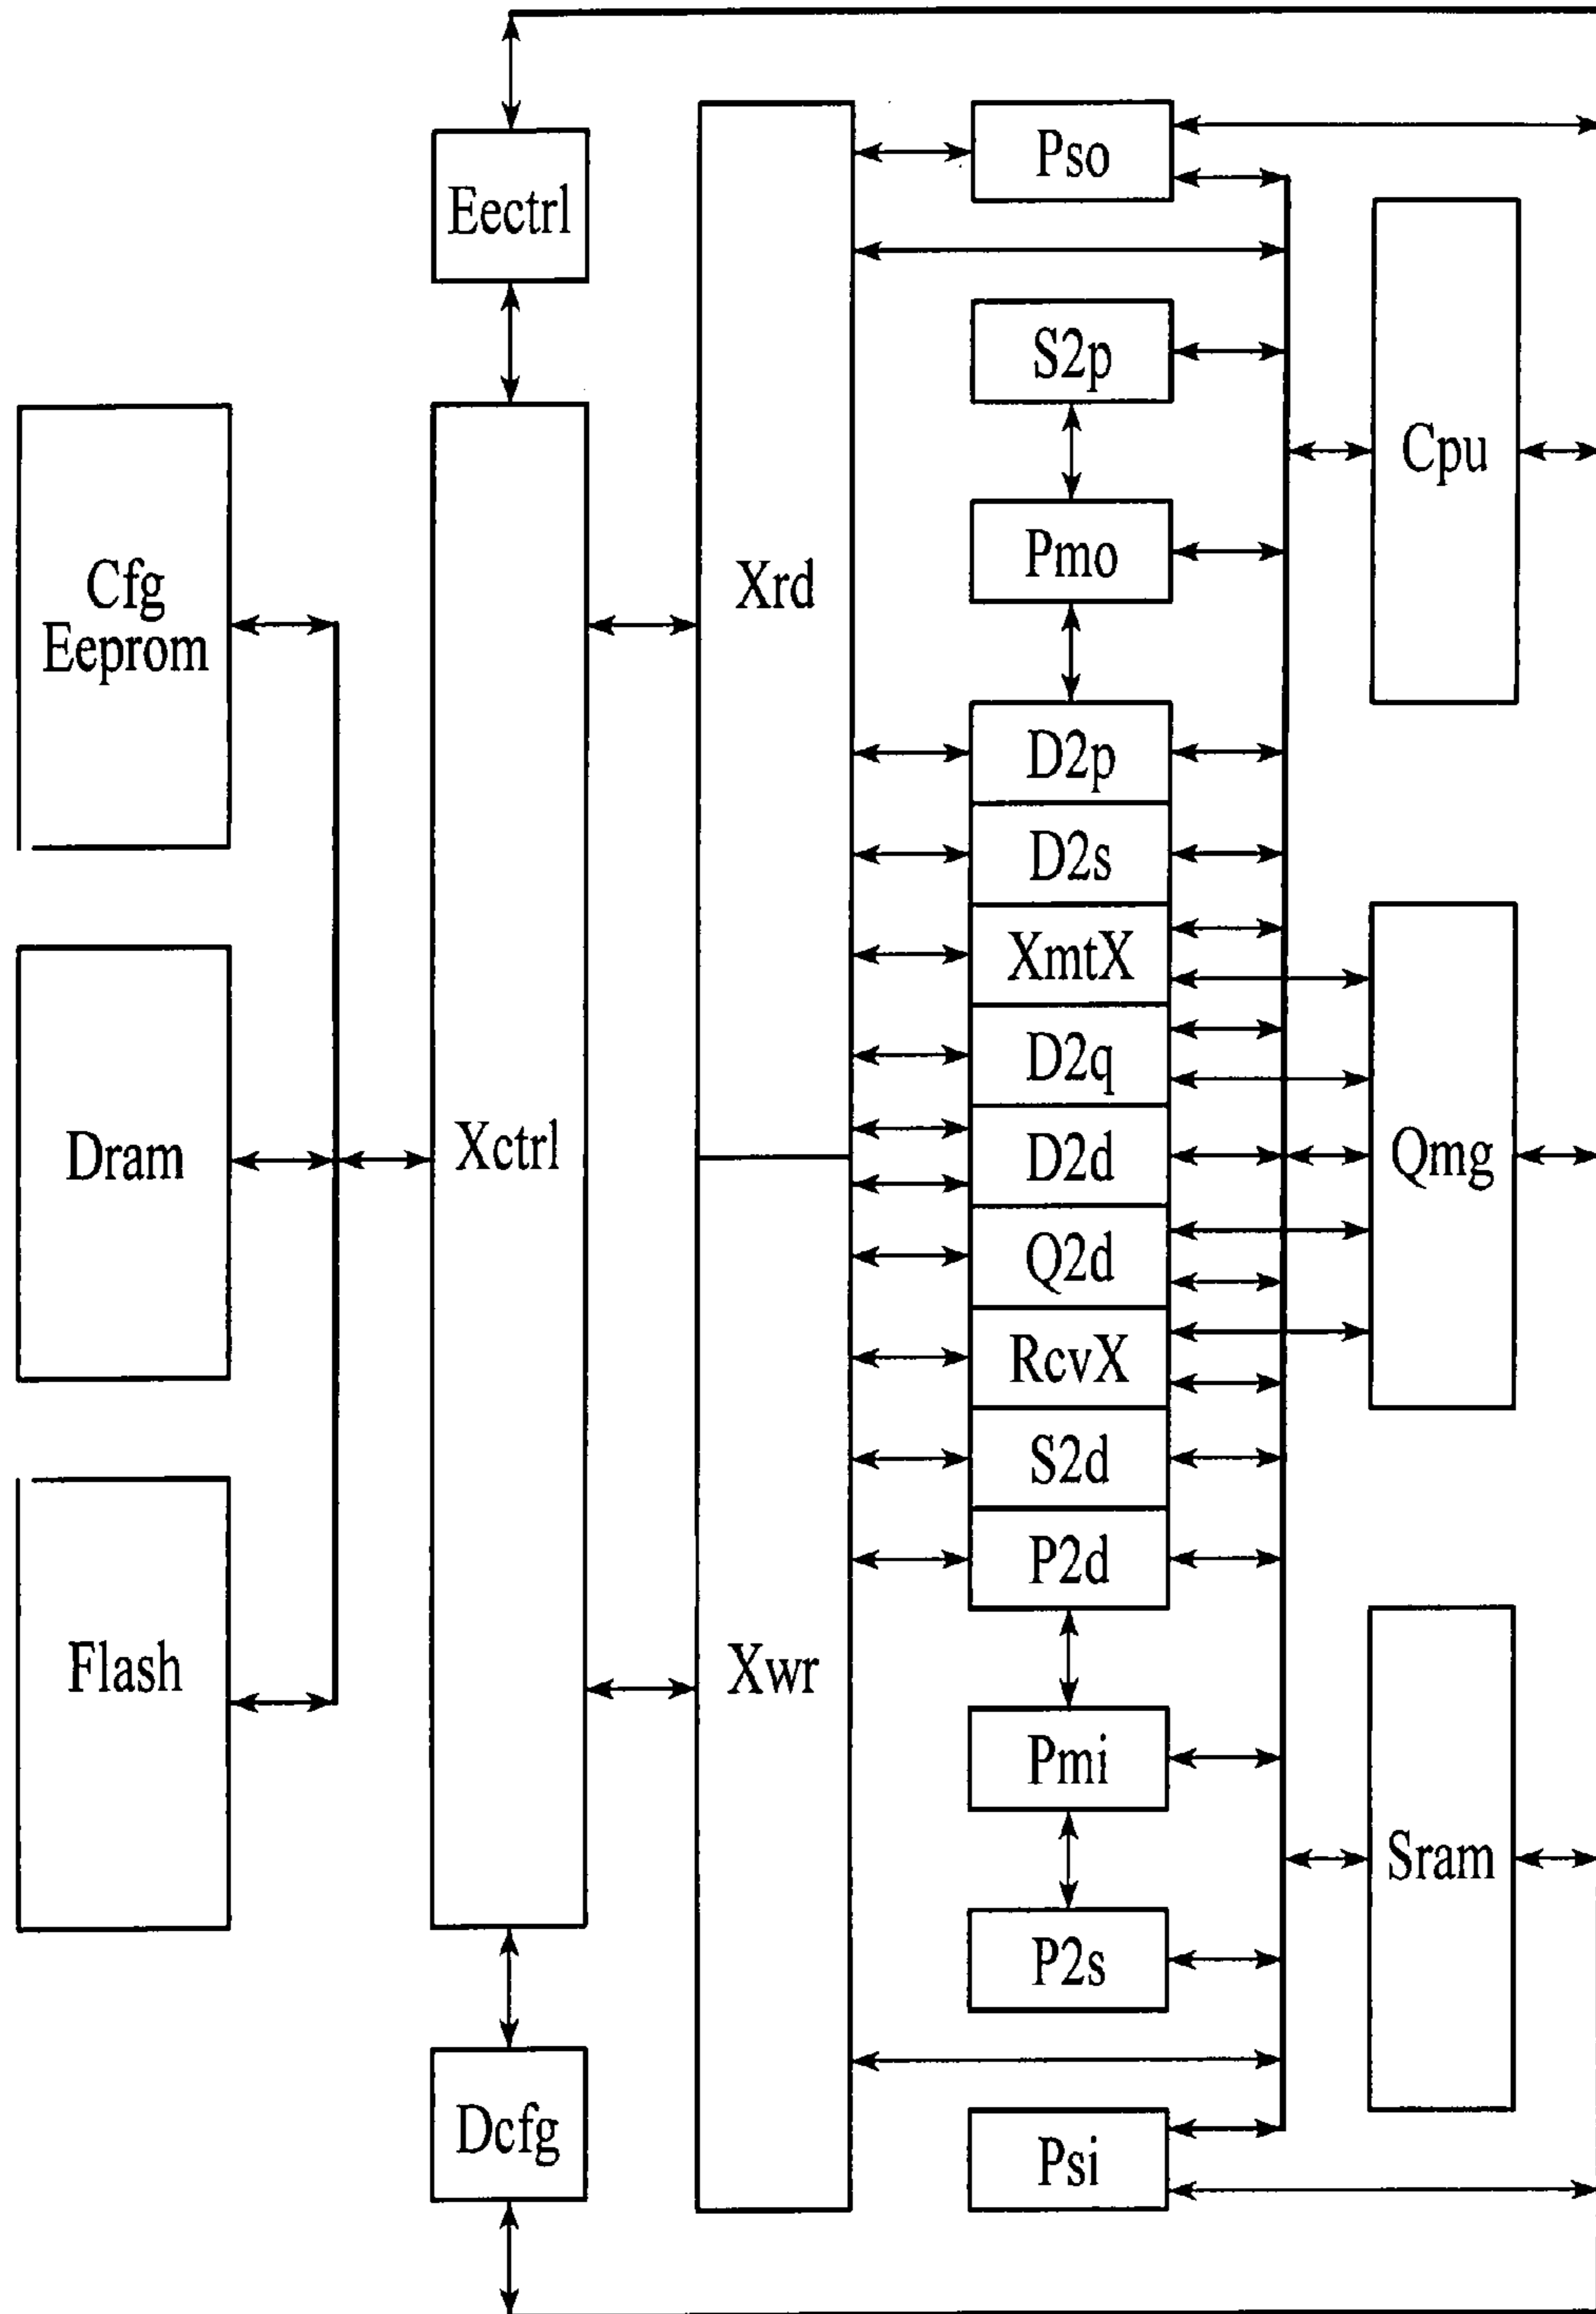 Eectrl
Cfg
Eeprom
Dram
Flash
Xctrl
Dcfg
Xrd
Xwr
Pso
S2p
Pmo
D2p
D2s
XmtX
D2q
D2d
Q2d
RcvX
S2d
P2d
Pmi
P2s
Psi
Cpu
Qmg
Sram